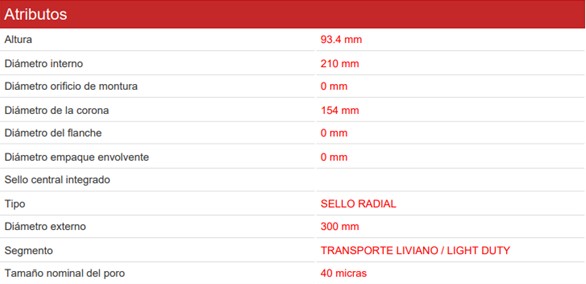 Atributos
Altura 93.4 mm
Diámetro interno 210 mm
Diámetro orificio de montura 0 mm
Diámetro de la corona 154 mm
Diámetro del flanche 0 mm
Diámetro empaque envolvente 0 mm
Sello central integrado
Tipo SELLO RADIAL
Diámetro externo 300 mm
Segmento TRANSPORTE LIVIANO / LIGHT DUTY
Tamaño nominal del poro 40 micras